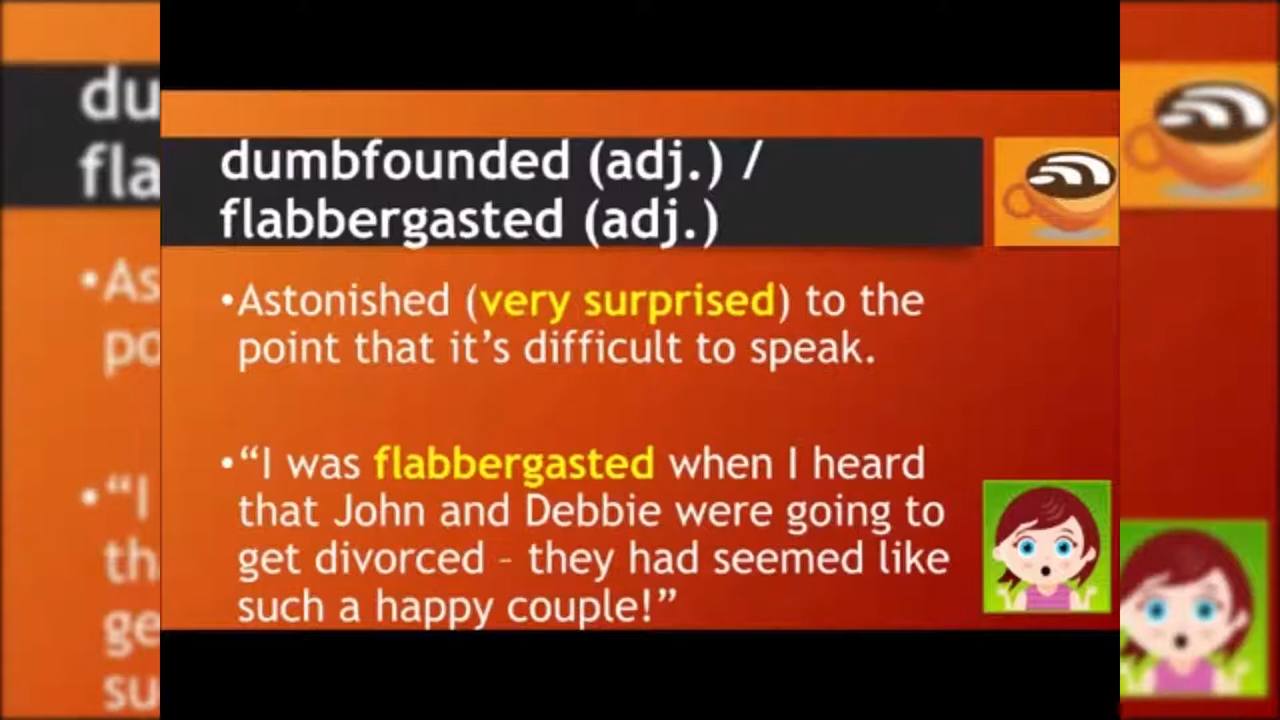 dumbfounded (adj.) /
flabbergasted (adj.)
•Astonished (very surprised) to the
point that it’s difficult to speak.
•“I was flabbergasted when I heard
that John and Debbie were going to
get divorced – they had seemed like
such a happy couple!”